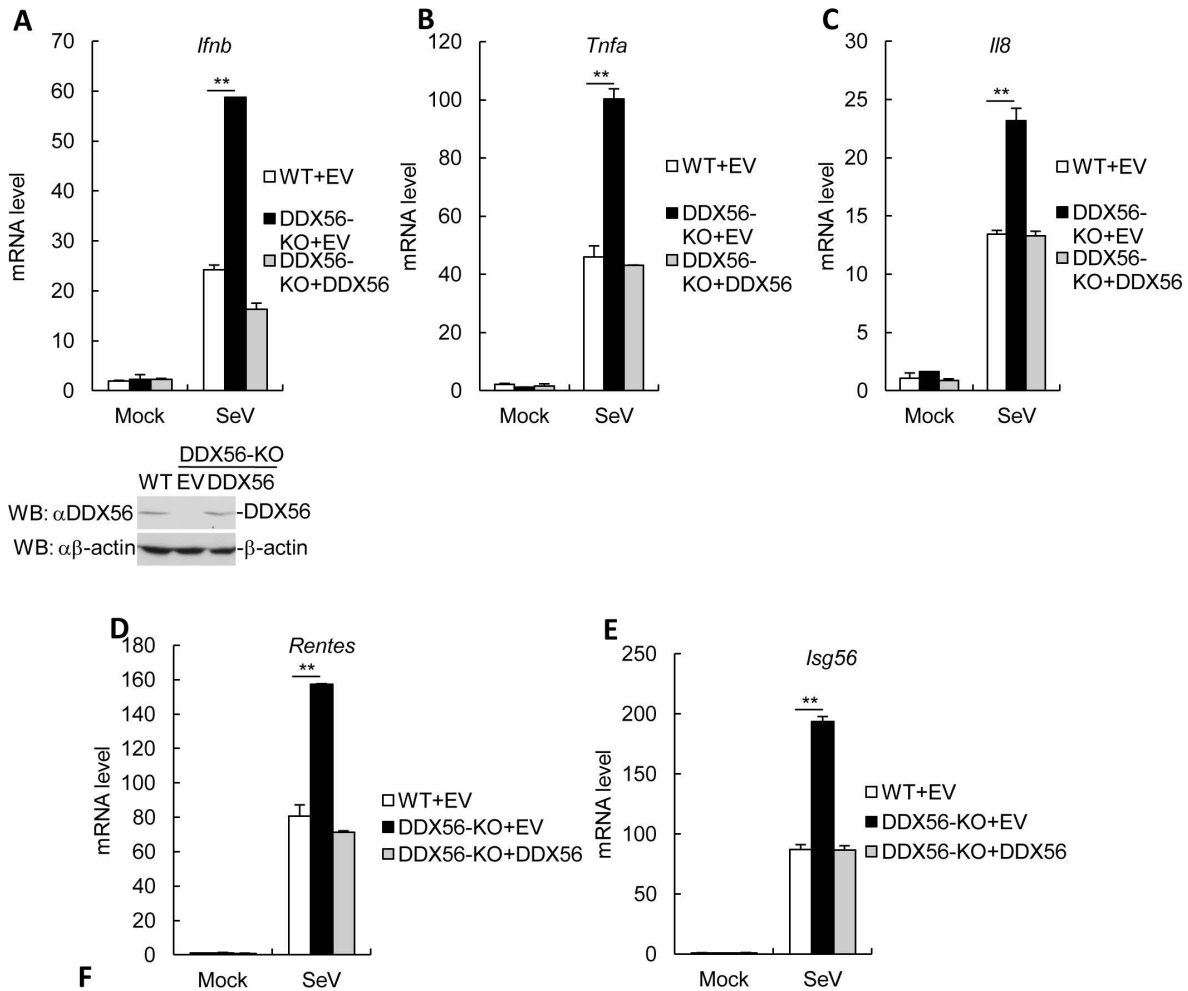 A
Ifnb
70
60
50
40
30
20
10
0
mRNA level
**
WT+EV
DDX56-
KO+EV
DDX56-
KO+DDX56
Mock
SeV
DDX56-KO
WT EV DDX56
WB: αDDX56
-DDX56
WB: αβ-actin
-β-actin
B
Tnfa
120
100
80
60
40
20
0
mRNA level
**
WT+EV
DDX56-
KO+EV
DDX56-
KO+DDX56
Mock
SeV
C
Il8
30
25
20
15
10
5
0
mRNA level
**
WT+EV
DDX56-
KO+EV
DDX56-
KO+DDX56
Mock
SeV
D
Rentes
180
160
140
120
100
80
60
40
20
0
mRNA level
**
WT+EV
DDX56-KO+EV
DDX56-KO+DDX56
Mock
SeV
E
Isg56
250
200
150
100
50
0
mRNA level
**
WT+EV
DDX56-KO+EV
DDX56-KO+DDX56
Mock
SeV
F